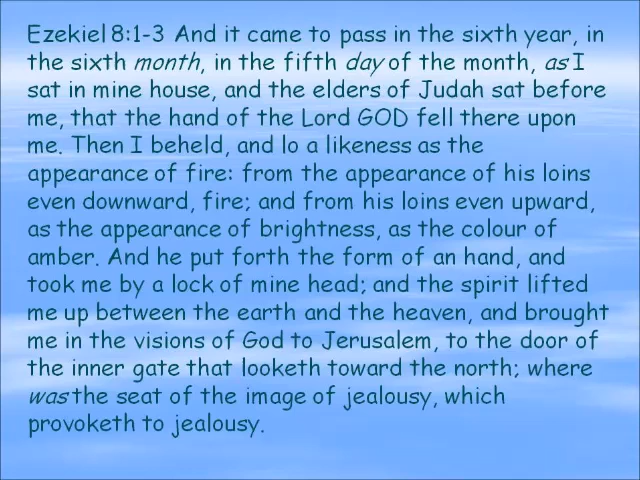 Ezekiel 8:1-3 And it came to pass in the sixth year, in
the sixth month, in the fifth day of the month, as I
sat in mine house, and the elders of Judah sat before
me, that the hand of the Lord GOD fell there upon
me. Then I beheld, and lo a likeness as the
appearance of fire: from the appearance of his loins
even downward, fire; and from his loins even upward,
as the appearance of brightness, as the colour of
amber. And he put forth the form of an hand, and
took me by a lock of mine head; and the spirit lifted
me up between the earth and the heaven, and brought
me in the visions of God to Jerusalem, to the door of
the inner gate that looketh toward the north; where
was the seat of the image of jealousy, which
provoketh to jealousy.